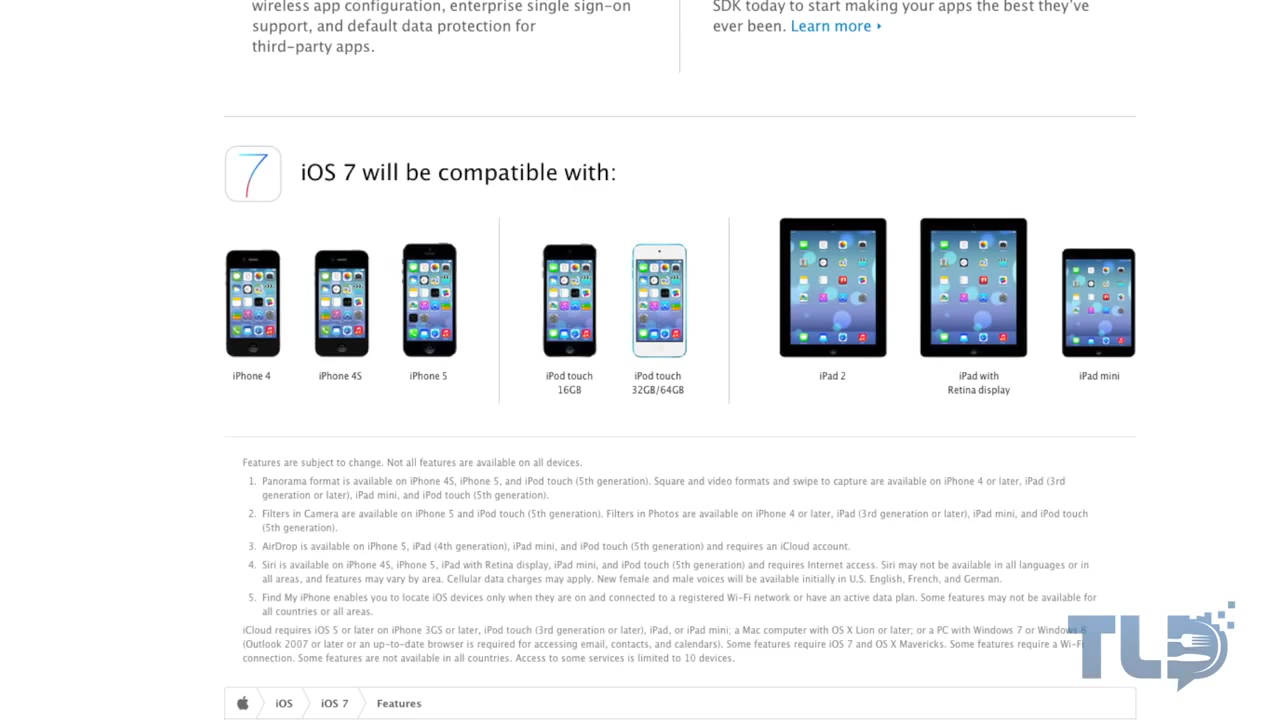 wireless app configuration, enterprise single sign-on
support, and default data protection for
third-party apps.
SDK today to start making your apps the best they've
ever been. Learn more
7
iOS 7 will be compatible with:
iPhone 4
iPhone 4S
iPhone 5
iPod touch
16GB
iPod touch
32GB/64GB
iPad 2
iPad with
Retina display
iPad mini
Features are subject to change. Not all features are available on all devices.
1. Panorama format is available on iPhone 4S, iPhone 5, and iPod touch (5th generation). Square and video formats and swipe to capture are available on iPhone 4 or later, iPad (3rd
generation or later), iPad mini, and iPod touch (5th generation).
2. Filters in Camera are available on iPhone 5 and iPod touch (5th generation). Filters in Photos are available on iPhone 4 or later, iPad (3rd generation or later), iPad mini, and iPod touch
(5th generation).
3. AirDrop is available on iPhone 5, iPad (4th generation), iPad mini, and iPod touch (5th generation) and requires an iCloud account.
4. Siri is available on iPhone 4S, iPhone 5, iPad with Retina display, iPad mini, and iPod touch (5th generation) and requires Internet access. Siri may not be available in all languages or in
all areas, and features may vary by area. Cellular data charges may apply. New female and male voices will be available initially in U.S. English, French, and German.
5. Find My iPhone enables you to locate iOS devices only when they are on and connected to a registered Wi-Fi network or have an active data plan. Some features may not be available for
all countries or all areas.
iCloud requires iOS 5 or later on iPhone 3GS or later, iPod touch (3rd generation or later), iPad, or iPad mini; a Mac computer with OS X Lion or later; or a PC with Windows 7 or Windows 8
(Outlook 2007 or later or an up-to-date browser is required for accessing email, contacts, and calendars). Some features require iOS 7 and OS X Mavericks. Some features require a Wi-Fi
connection. Some features are not available in all countries. Access to some services is limited to 10 devices.
TLD
iOS
iOS 7
Features